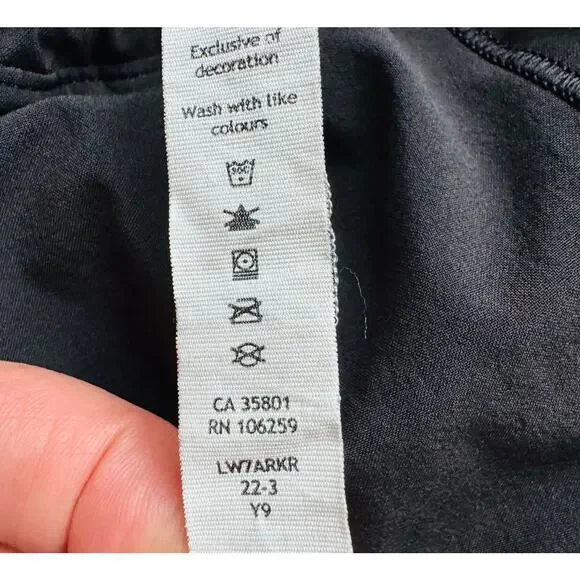 Exclusive of
decoration
Wash with like
colours
30C
CA 35801
RN 106259
LW7ARKR
22-3
Y9